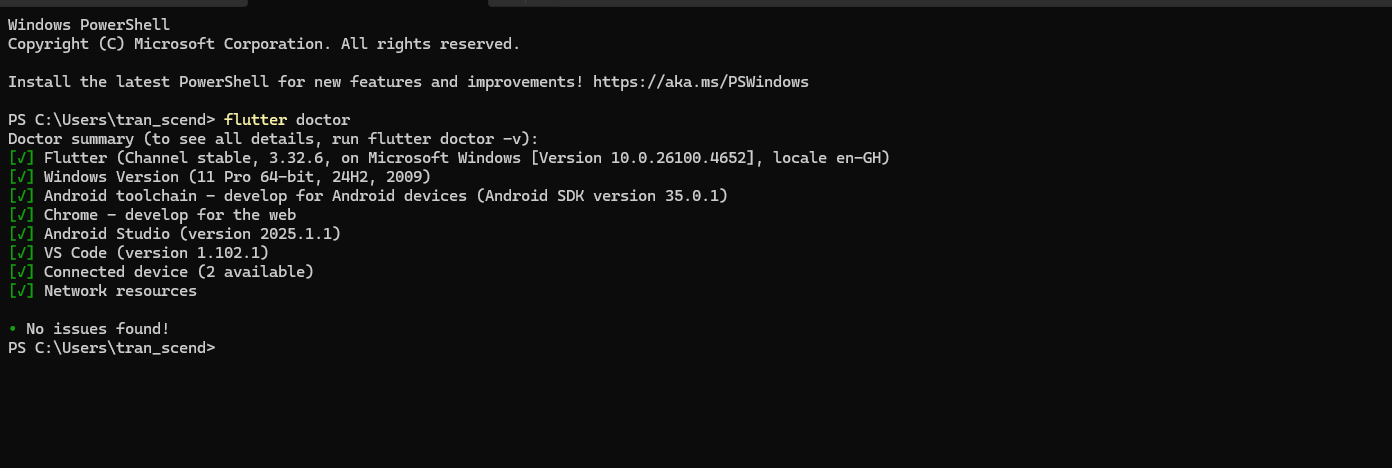 Windows PowerShell
Copyright (C) Microsoft Corporation. All rights reserved.
Install the latest PowerShell for new features and improvements! https://aka.ms/PSWindows
PS C:\Users\tran_scend> flutter doctor
Doctor summary (to see all details, run flutter doctor -v):
[√] Flutter (Channel stable, 3.32.6, on Microsoft Windows [Version 10.0.26100.4652], locale en-GH)
[√] Windows Version (11 Pro 64-bit, 24H2, 2009)
[√] Android toolchain - develop for Android devices (Android SDK version 35.0.1)
[√] Chrome - develop for the web
[√] Android Studio (version 2025.1.1)
[√] VS Code (version 1.102.1)
[√] Connected device (2 available)
[√] Network resources
• No issues found!
PS C:\Users\tran_scend>